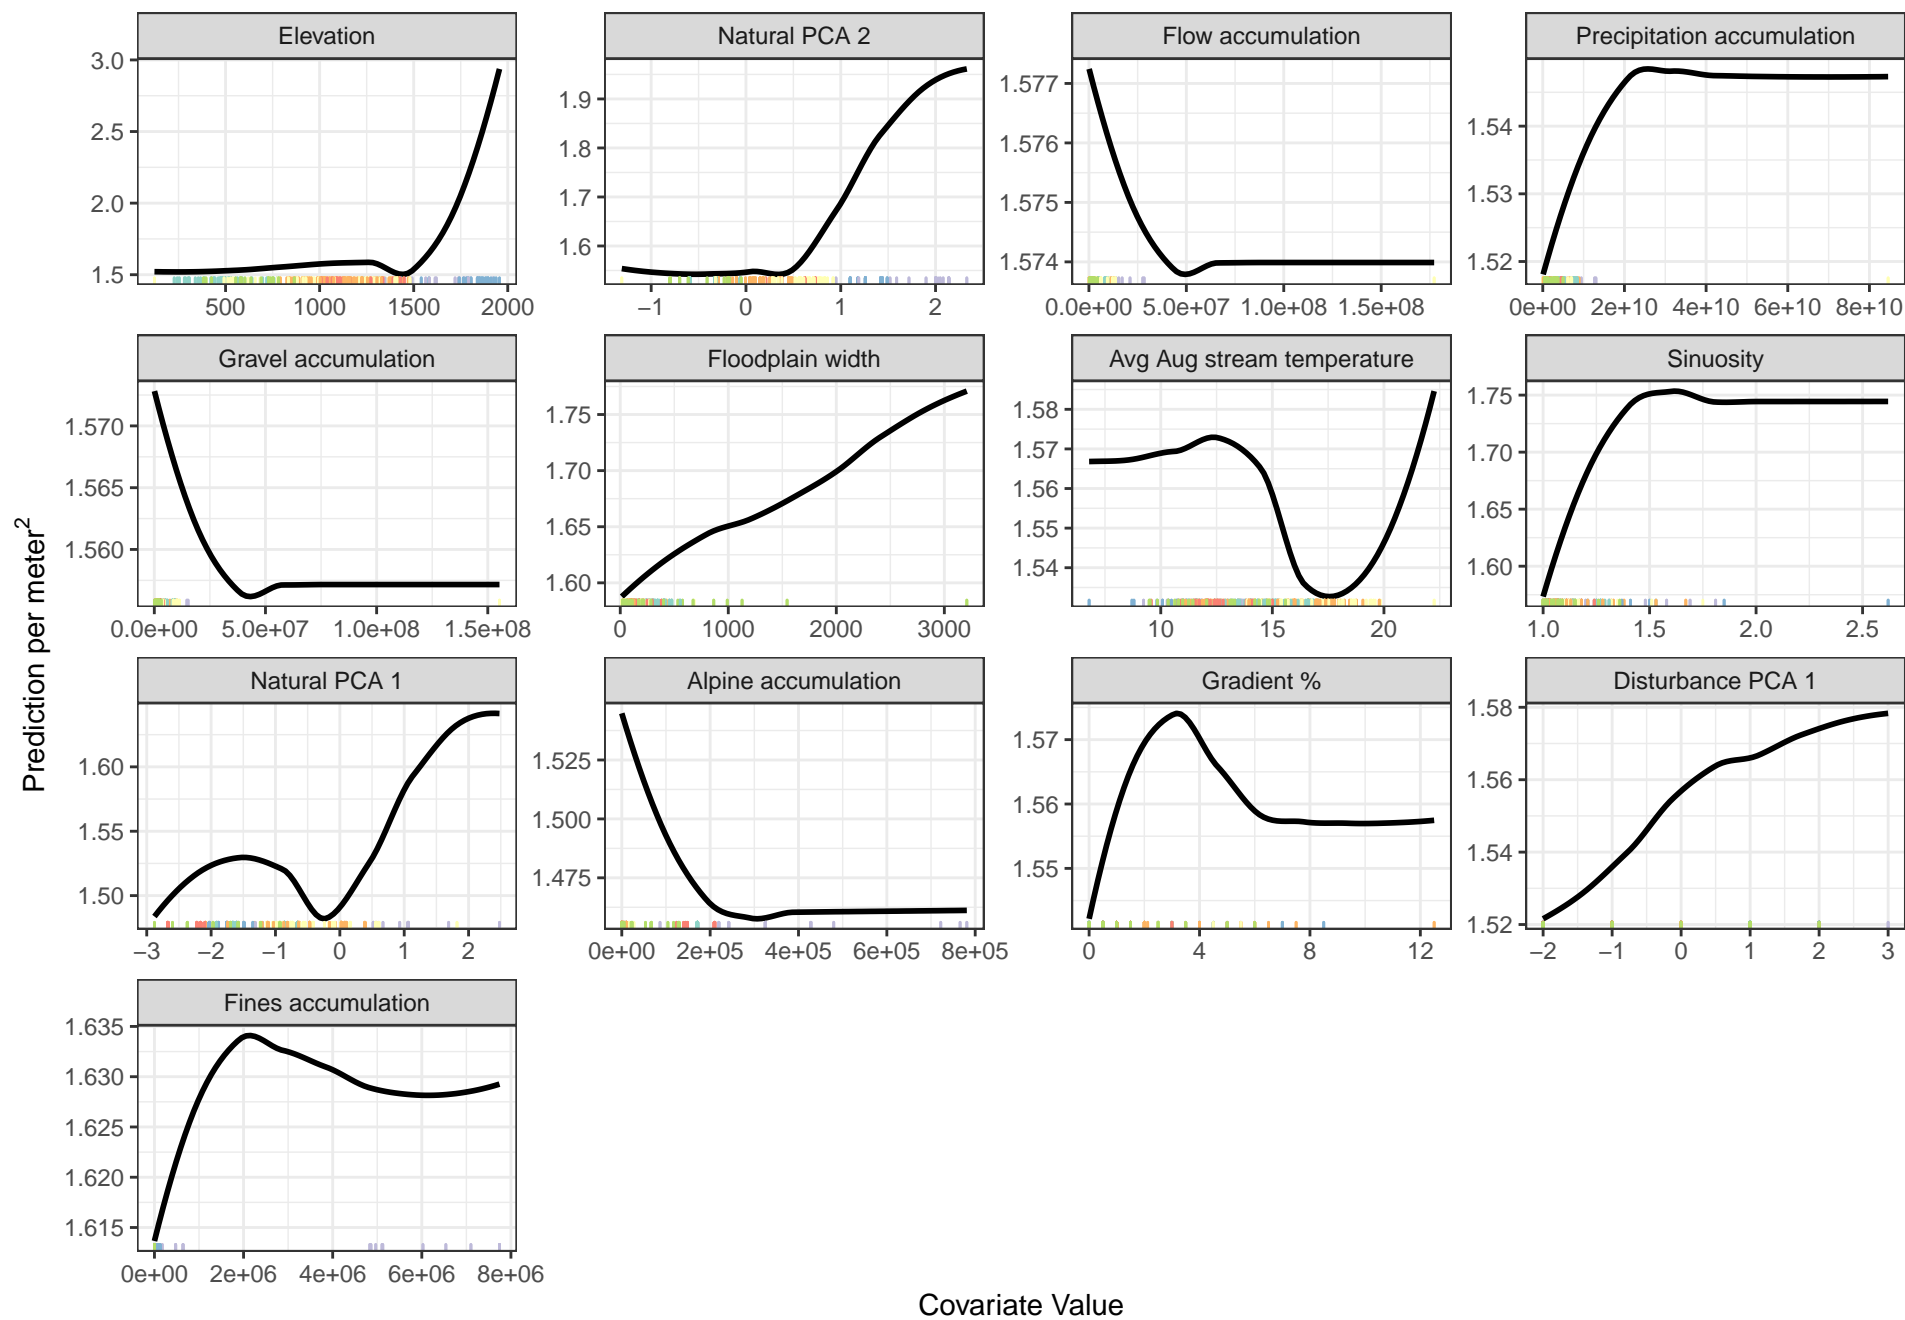 Elevation
Natural PCA 2
Flow accumulation
Precipitation accumulation
3.0
2.5
2.0
1.5
500 1000 1500 2000
1.9
1.8
1.7
1.6
−1 0 1 2
1.577
1.576
1.575
1.574
0.0e+00 5.0e+07 1.0e+08 1.5e+08
1.54
1.53
1.52
0e+00 2e+10 4e+10 6e+10 8e+10
Gravel accumulation
Floodplain width
Avg Aug stream temperature
Sinuosity
1.570
1.565
1.560
0.0e+00 5.0e+07 1.0e+08 1.5e+08
1.75
1.70
1.65
1.60
0 1000 2000 3000
1.58
1.57
1.56
1.55
1.54
10 15 20
1.75
1.70
1.65
1.60
1.0 1.5 2.0 2.5
Natural PCA 1
Alpine accumulation
Gradient %
Disturbance PCA 1
1.60
1.55
1.50
−3 −2 −1 0 1 2
1.525
1.500
1.475
0e+00 2e+05 4e+05 6e+05 8e+05
1.57
1.56
1.55
0 4 8 12
1.58
1.56
1.54
1.52
−2 −1 0 1 2 3
Fines accumulation
1.635
1.630
1.625
1.620
1.615
0e+00 2e+06 4e+06 6e+06 8e+06
Prediction per meter²
Covariate Value